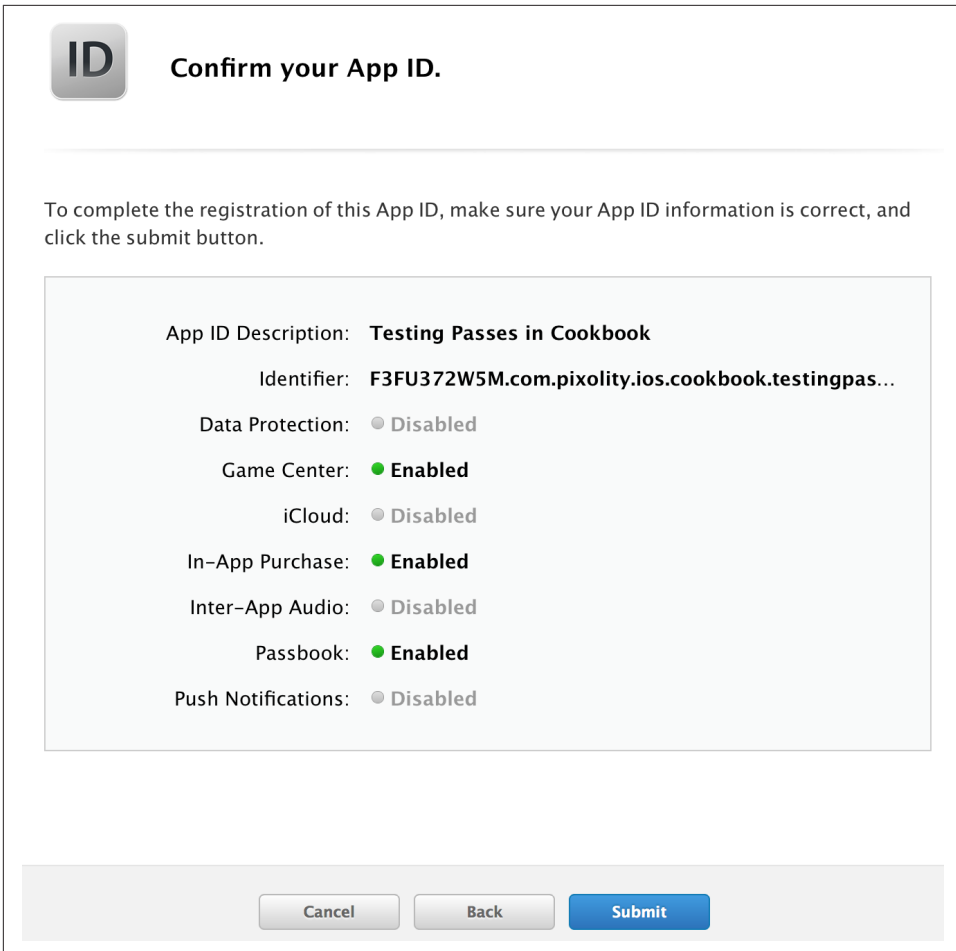 ID
Confirm your App ID.
To complete the registration of this App ID, make sure your App ID information is correct, and
click the submit button.
App ID Description: Testing Passes in Cookbook
Identifier: F3FU372W5M.com.pixolity.ios.cookbook.testingpas...
Data Protection: Disabled
Game Center: Enabled
iCloud: Disabled
In-App Purchase: Enabled
Inter-App Audio: Disabled
Passbook: Enabled
Push Notifications: Disabled
Cancel Back Submit